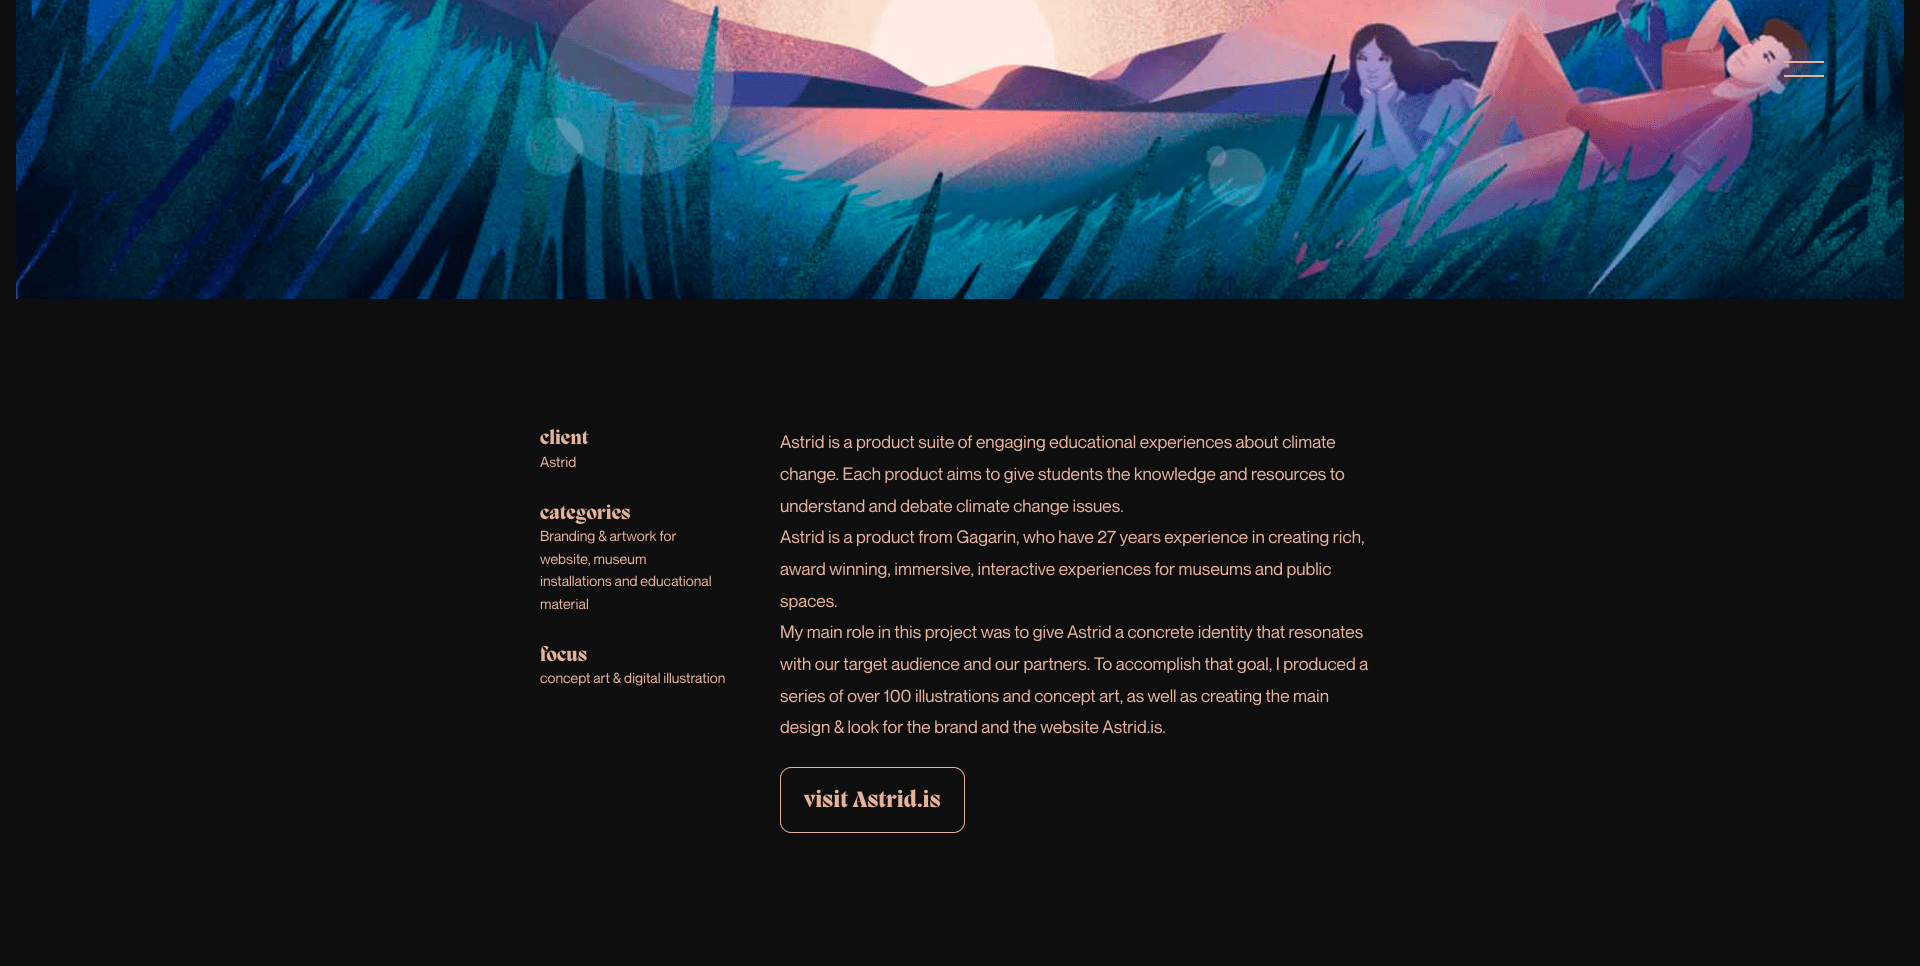 client
Astrid
categories
Branding & artwork for
website, museum
installations and educational
material
focus
concept art & digital illustration
Astrid is a product suite of engaging educational experiences about climate
change. Each product aims to give students the knowledge and resources to
understand and debate climate change issues.
Astrid is a product from Gagarin, who have 27 years experience in creating rich,
award winning, immersive, interactive experiences for museums and public
spaces.
My main role in this project was to give Astrid a concrete identity that resonates
with our target audience and our partners. To accomplish that goal, I produced a
series of over 100 illustrations and concept art, as well as creating the main
design & look for the brand and the website Astrid.is.
visit Astrid.is